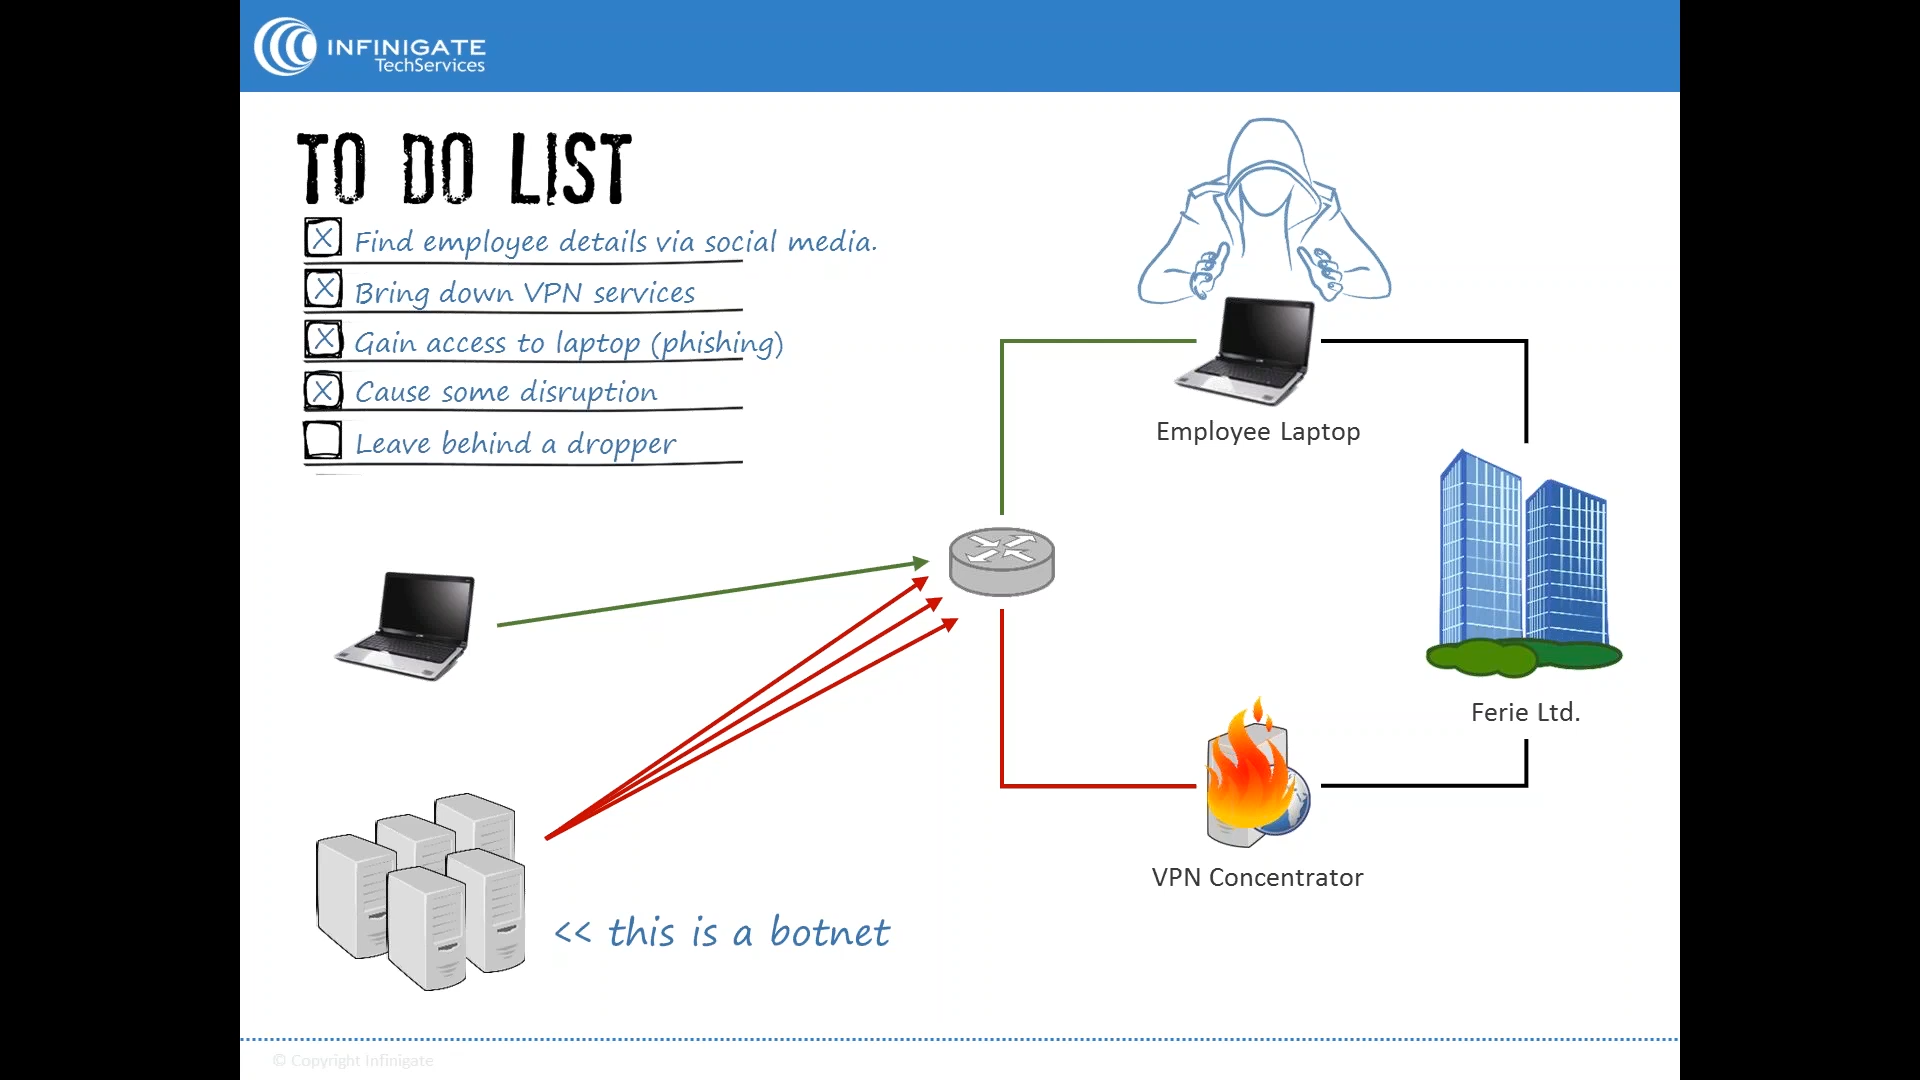 INFINIGATE
TechServices
TO DO LIST
X Find employee details via social media.
X Bring down VPN services
X Gain access to laptop (phishing)
X Cause some disruption
Leave behind a dropper
Employee Laptop
Ferie Ltd.
VPN Concentrator
<< this is a botnet
© Copyright Infinigate